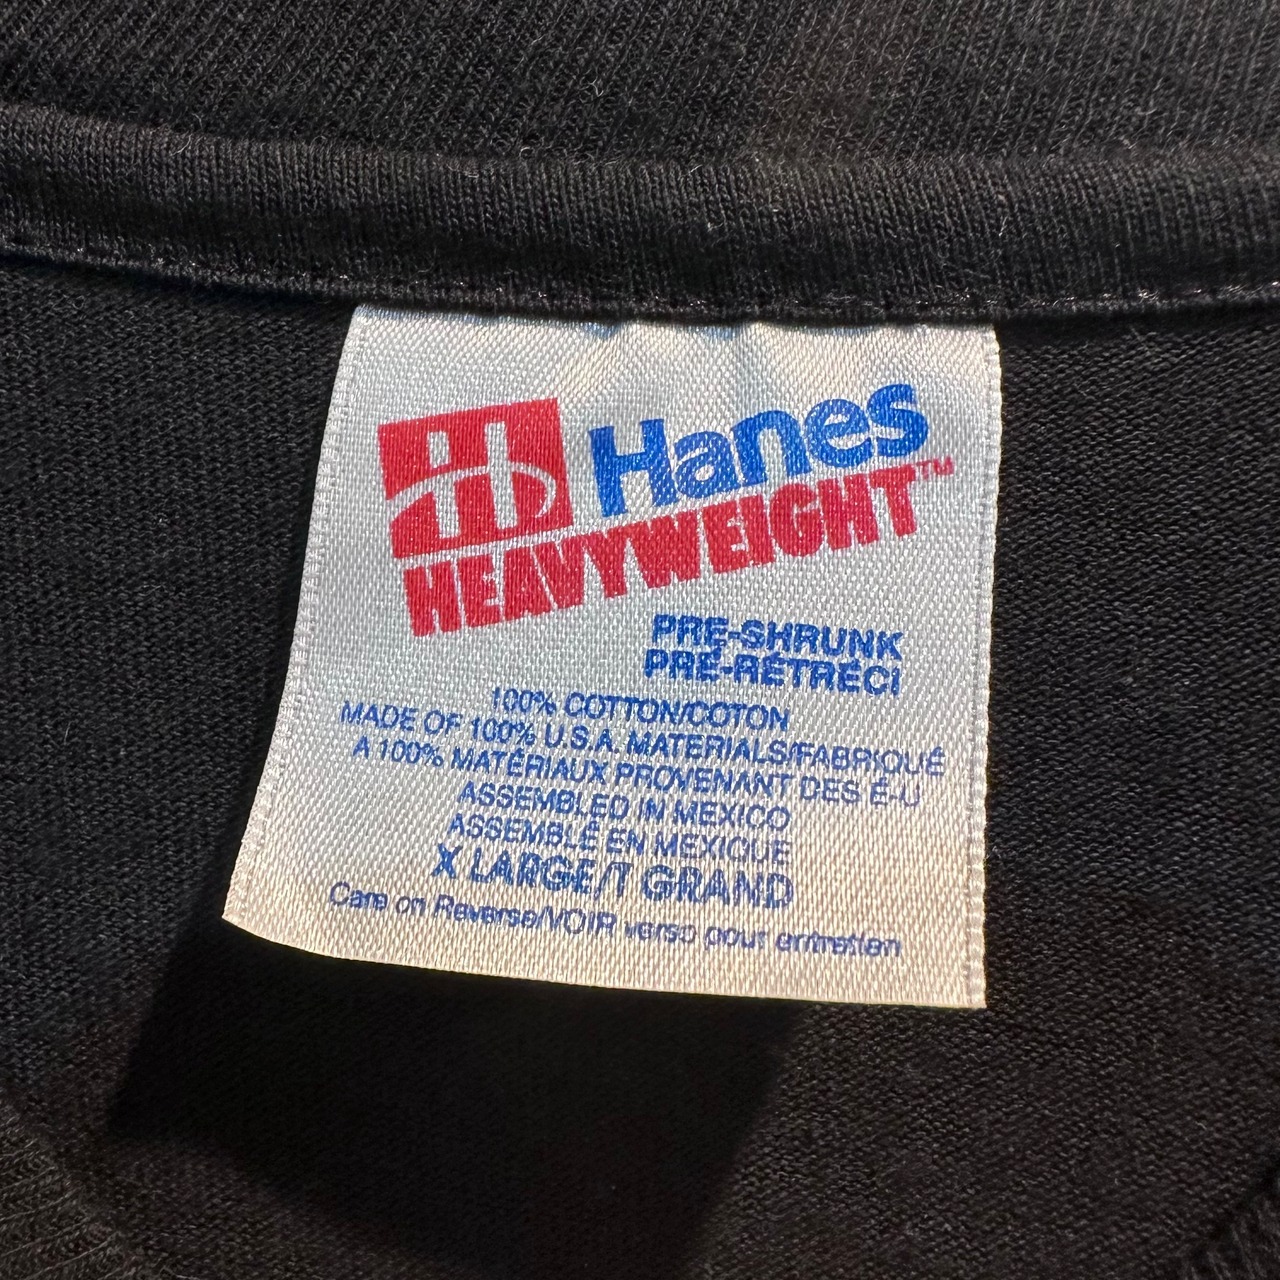 Hanes
HEAVYWEIGHT™
PRE-SHRUNK
PRÉ-RÉTRÉCI
100% COTTON/COTON
MADE OF 100% U.S.A. MATERIALS/FABRIQUÉ
A 100% MATÉRIAUX PROVENANT DES É-U
ASSEMBLED IN MEXICO
ASSEMBLÉ EN MEXIQUE
X LARGE/T GRAND
Care on Reverse/VOIR verso pour entretien